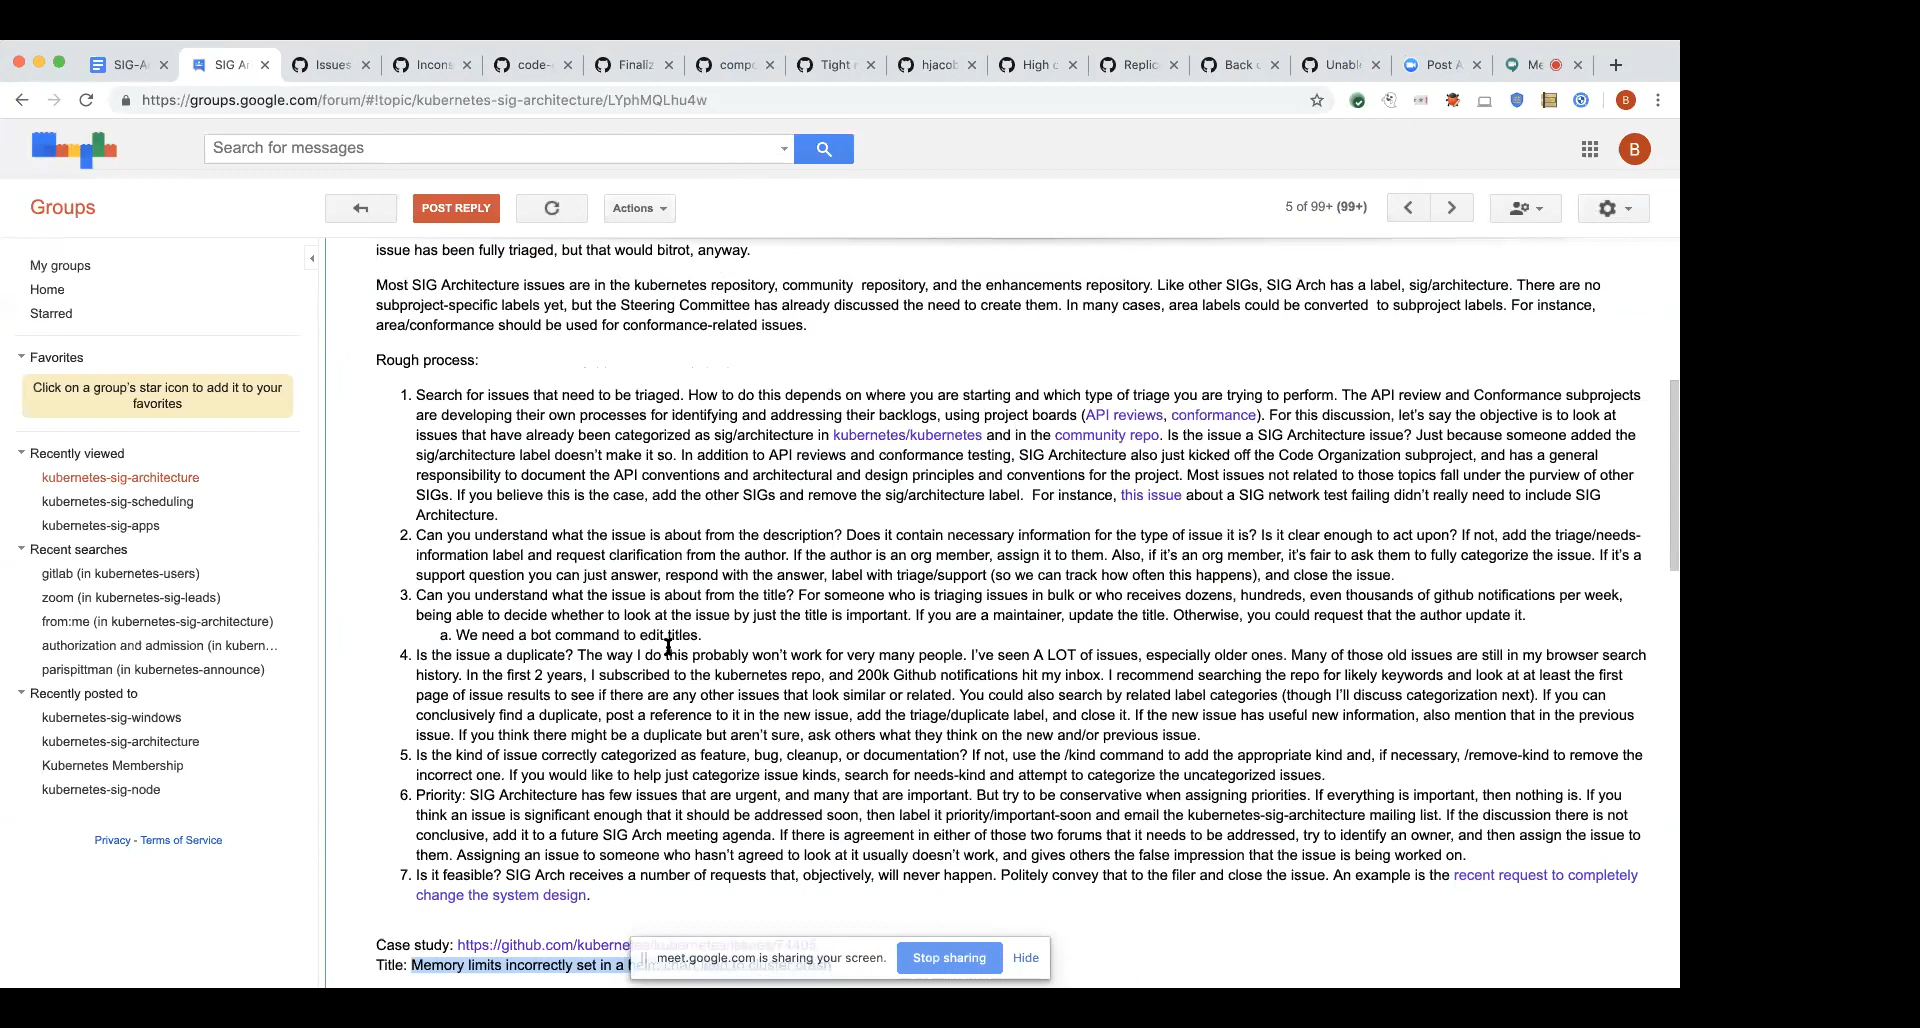 SIG-A
SIG Ar
Issues
Incons
code-
Finaliz
compo
Tight r
hjacob
High c
Replic
Back o
Unable
Post A
Me
https://groups.google.com/forum/#!topic/kubernetes-sig-architecture/LYphMQLhu4w
B
Search for messages
B
Groups
POST REPLY
Actions
5 of 99+ (99+)
My groups
Home
Starred
Favorites
Click on a group's star icon to add it to your
favorites
Recently viewed
kubernetes-sig-architecture
kubernetes-sig-scheduling
kubernetes-sig-apps
Recent searches
gitlab (in kubernetes-users)
zoom (in kubernetes-sig-leads)
from:me (in kubernetes-sig-architecture)
authorization and admission (in kubern…
parispittman (in kubernetes-announce)
Recently posted to
kubernetes-sig-windows
kubernetes-sig-architecture
Kubernetes Membership
kubernetes-sig-node
Privacy - Terms of Service
issue has been fully triaged, but that would bitrot, anyway.
Most SIG Architecture issues are in the kubernetes repository, community repository, and the enhancements repository. Like other SIGs, SIG Arch has a label, sig/architecture. There are no
subproject-specific labels yet, but the Steering Committee has already discussed the need to create them. In many cases, area labels could be converted to subproject labels. For instance,
area/conformance should be used for conformance-related issues.
Rough process:
1. Search for issues that need to be triaged. How to do this depends on where you are starting and which type of triage you are trying to perform. The API review and Conformance subprojects
are developing their own processes for identifying and addressing their backlogs, using project boards (API reviews, conformance). For this discussion, let's say the objective is to look at
issues that have already been categorized as sig/architecture in kubernetes/kubernetes and in the community repo. Is the issue a SIG Architecture issue? Just because someone added the
sig/architecture label doesn't make it so. In addition to API reviews and conformance testing, SIG Architecture also just kicked off the Code Organization subproject, and has a general
responsibility to document the API conventions and architectural and design principles and conventions for the project. Most issues not related to those topics fall under the purview of other
SIGs. If you believe this is the case, add the other SIGs and remove the sig/architecture label. For instance, this issue about a SIG network test failing didn't really need to include SIG
Architecture.
2. Can you understand what the issue is about from the description? Does it contain necessary information for the type of issue it is? Is it clear enough to act upon? If not, add the triage/needs-
information label and request clarification from the author. If the author is an org member, assign it to them. Also, if it's an org member, it's fair to ask them to fully categorize the issue. If it's a
support question you can just answer, respond with the answer, label with triage/support (so we can track how often this happens), and close the issue.
3. Can you understand what the issue is about from the title? For someone who is triaging issues in bulk or who receives dozens, hundreds, even thousands of github notifications per week,
being able to decide whether to look at the issue by just the title is important. If you are a maintainer, update the title. Otherwise, you could request that the author update it.
a. We need a bot command to edit titles.
4. Is the issue a duplicate? The way I do this probably won't work for very many people. I've seen A LOT of issues, especially older ones. Many of those old issues are still in my browser search
history. In the first 2 years, I subscribed to the kubernetes repo, and 200k Github notifications hit my inbox. I recommend searching the repo for likely keywords and look at at least the first
page of issue results to see if there are any other issues that look similar or related. You could also search by related label categories (though I'll discuss categorization next). If you can
conclusively find a duplicate, post a reference to it in the new issue, add the triage/duplicate label, and close it. If the new issue has useful new information, also mention that in the previous
issue. If you think there might be a duplicate but aren't sure, ask others what they think on the new and/or previous issue.
5. Is the kind of issue correctly categorized as feature, bug, cleanup, or documentation? If not, use the /kind command to add the appropriate kind and, if necessary, /remove-kind to remove the
incorrect one. If you would like to help just categorize issue kinds, search for needs-kind and attempt to categorize the uncategorized issues.
6. Priority: SIG Architecture has few issues that are urgent, and many that are important. But try to be conservative when assigning priorities. If everything is important, then nothing is. If you
think an issue is significant enough that it should be addressed soon, then label it priority/important-soon and email the kubernetes-sig-architecture mailing list. If the discussion there is not
conclusive, add it to a future SIG Arch meeting agenda. If there is agreement in either of those two forums that it needs to be addressed, try to identify an owner, and then assign the issue to
them. Assigning an issue to someone who hasn't agreed to look at it usually doesn't work, and gives others the false impression that the issue is being worked on.
7. Is it feasible? SIG Arch receives a number of requests that, objectively, will never happen. Politely convey that to the filer and close the issue. An example is the recent request to completely
change the system design.
Case study: https://github.com/kuberne
Title: Memory limits incorrectly set in a
meet.google.com is sharing your screen.
Stop sharing
Hide